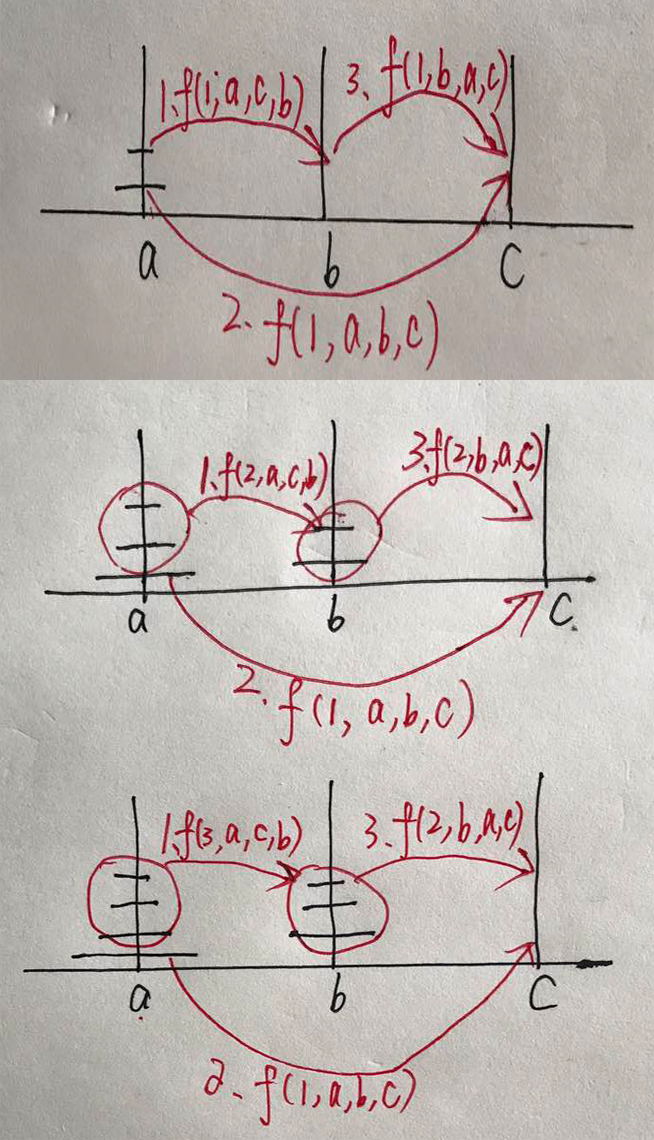 1.f(1,a,c,b)
3.f(1,b,a,c)
a
b
c
2.f(1,a,b,c)
1.f(2,a,c,b)
3.f(2,b,a,c)
a
b
C.
2.f(1,a,b,c)
1.f(3,a,c,b)
3.f(2,b,a,c)
a
b
C
2.f(1,a,b,c)